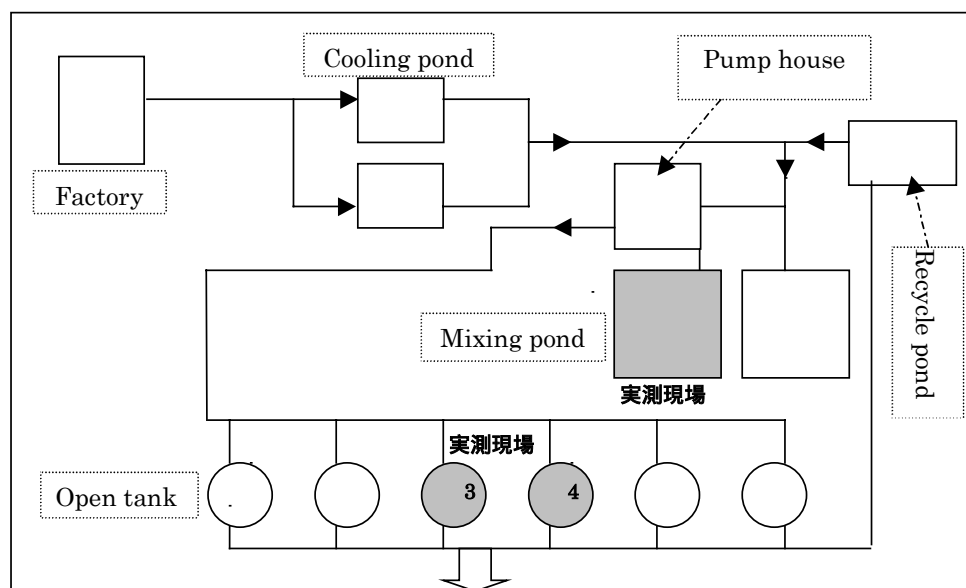 Cooling pond
Pump house
Factory
Recycle pond
Mixing pond
実測現場
実測現場
Open tank
3
4